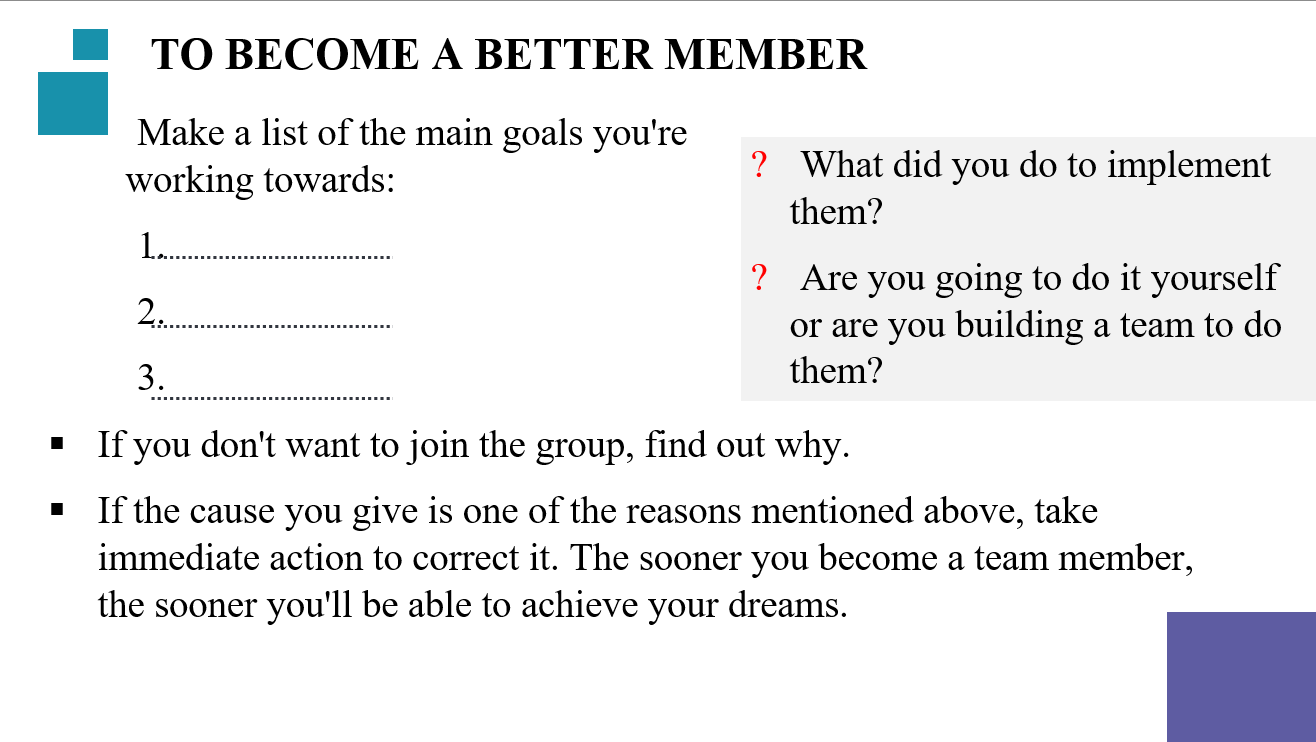 TO BECOME A BETTER MEMBER
Make a list of the main goals you're
working towards:
1.
2.
3.
? What did you do to implement
them?
? Are you going to do it yourself
or are you building a team to do
them?
▪ If you don't want to join the group, find out why.
▪ If the cause you give is one of the reasons mentioned above, take
immediate action to correct it. The sooner you become a team member,
the sooner you'll be able to achieve your dreams.